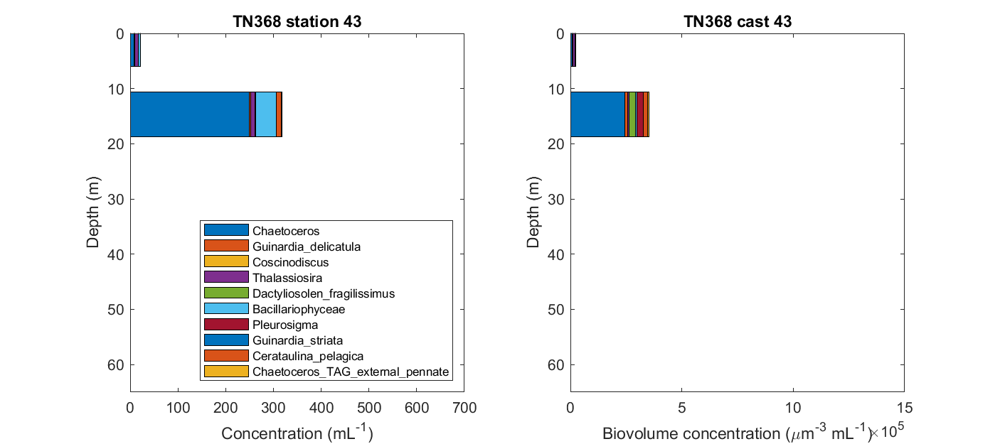 TN368 station 43
0
10
20
30
40
50
60
Depth (m)
Chaetoceros
Guinardia_delicatula
Coscinodiscus
Thalassiosira
Dactyliosolen_fragilissimus
Bacillariophyceae
Pleurosigma
Guinardia_striata
Cerataulina_pelagica
Chaetoceros_TAG_external_pennate
0 100 200 300 400 500 600 700
Concentration (mL-1)
TN368 cast 43
0
10
20
30
40
50
60
Depth (m)
0 5 10 15
Biovolume concentration (μm-3 mL-1) ×105